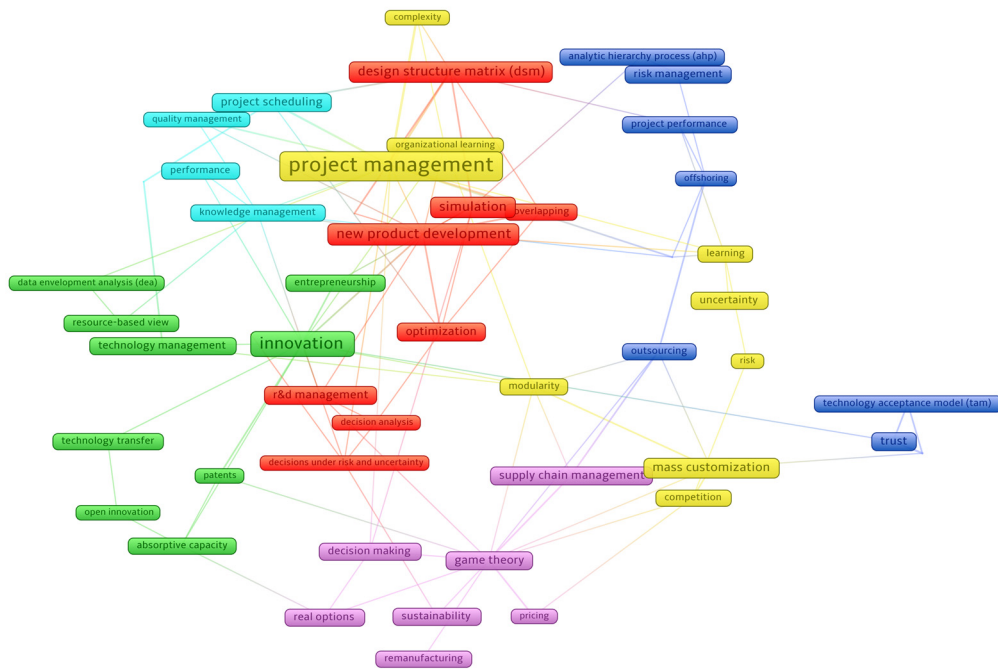 complexity
analytic hierarchy process (ahp)
design structure matrix (dsm)
risk management
project scheduling
quality management
project performance
organizational learning
project management
performance
offshoring
simulation
overlapping
knowledge management
new product development
learning
data envelopment analysis (dea)
entrepreneurship
uncertainty
resource-based view
optimization
technology management
innovation
outsourcing
risk
modularity
r&d management
technology acceptance model (tam)
decision analysis
technology transfer
trust
decisions under risk and uncertainty
mass customization
patents
supply chain management
competition
open innovation
absorptive capacity
decision making
game theory
real options
sustainability
pricing
remanufacturing